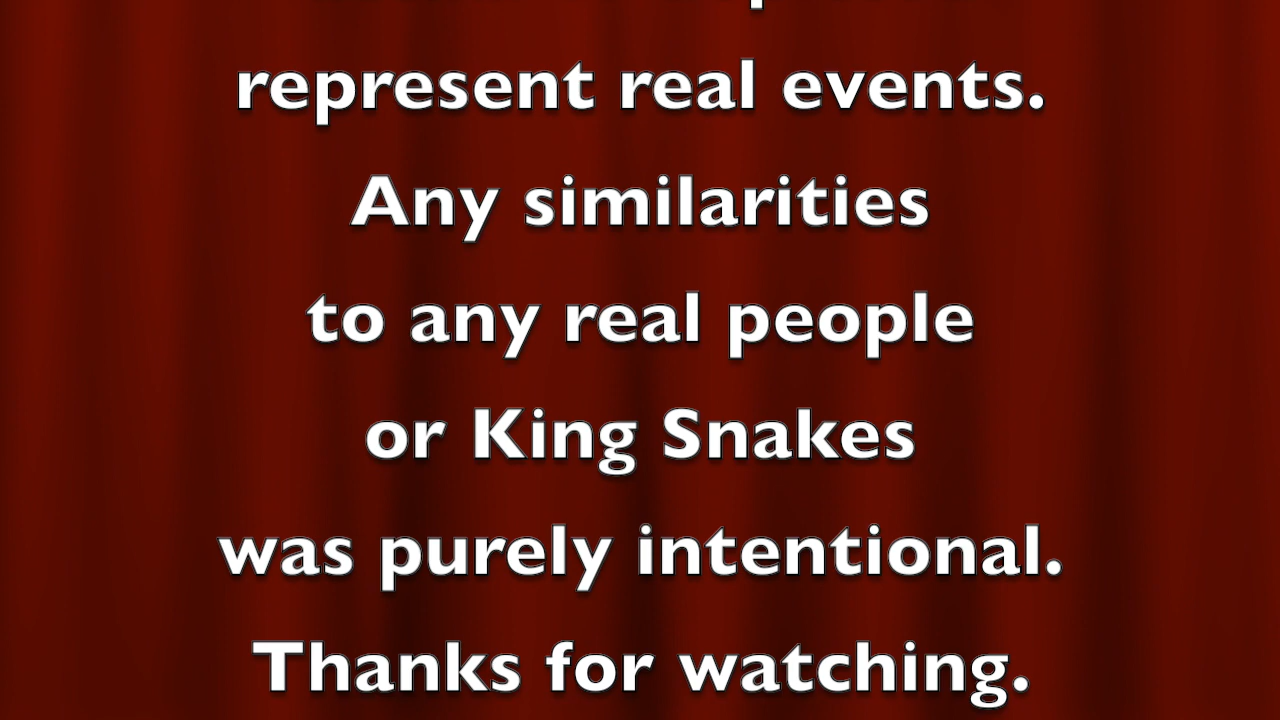 represent real events.
Any similarities
to any real people
or King Snakes
was purely intentional.
Thanks for watching.